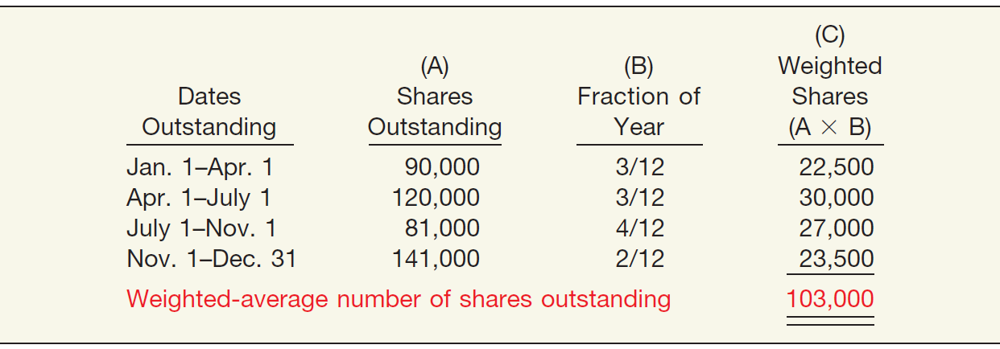 (C)
(A) (B) Weighted
Dates Shares Fraction of Shares
Outstanding Outstanding Year (A × B)
Jan. 1–Apr. 1 90,000 3/12 22,500
Apr. 1–July 1 120,000 3/12 30,000
July 1–Nov. 1 81,000 4/12 27,000
Nov. 1–Dec. 31 141,000 2/12 23,500
Weighted-average number of shares outstanding 103,000